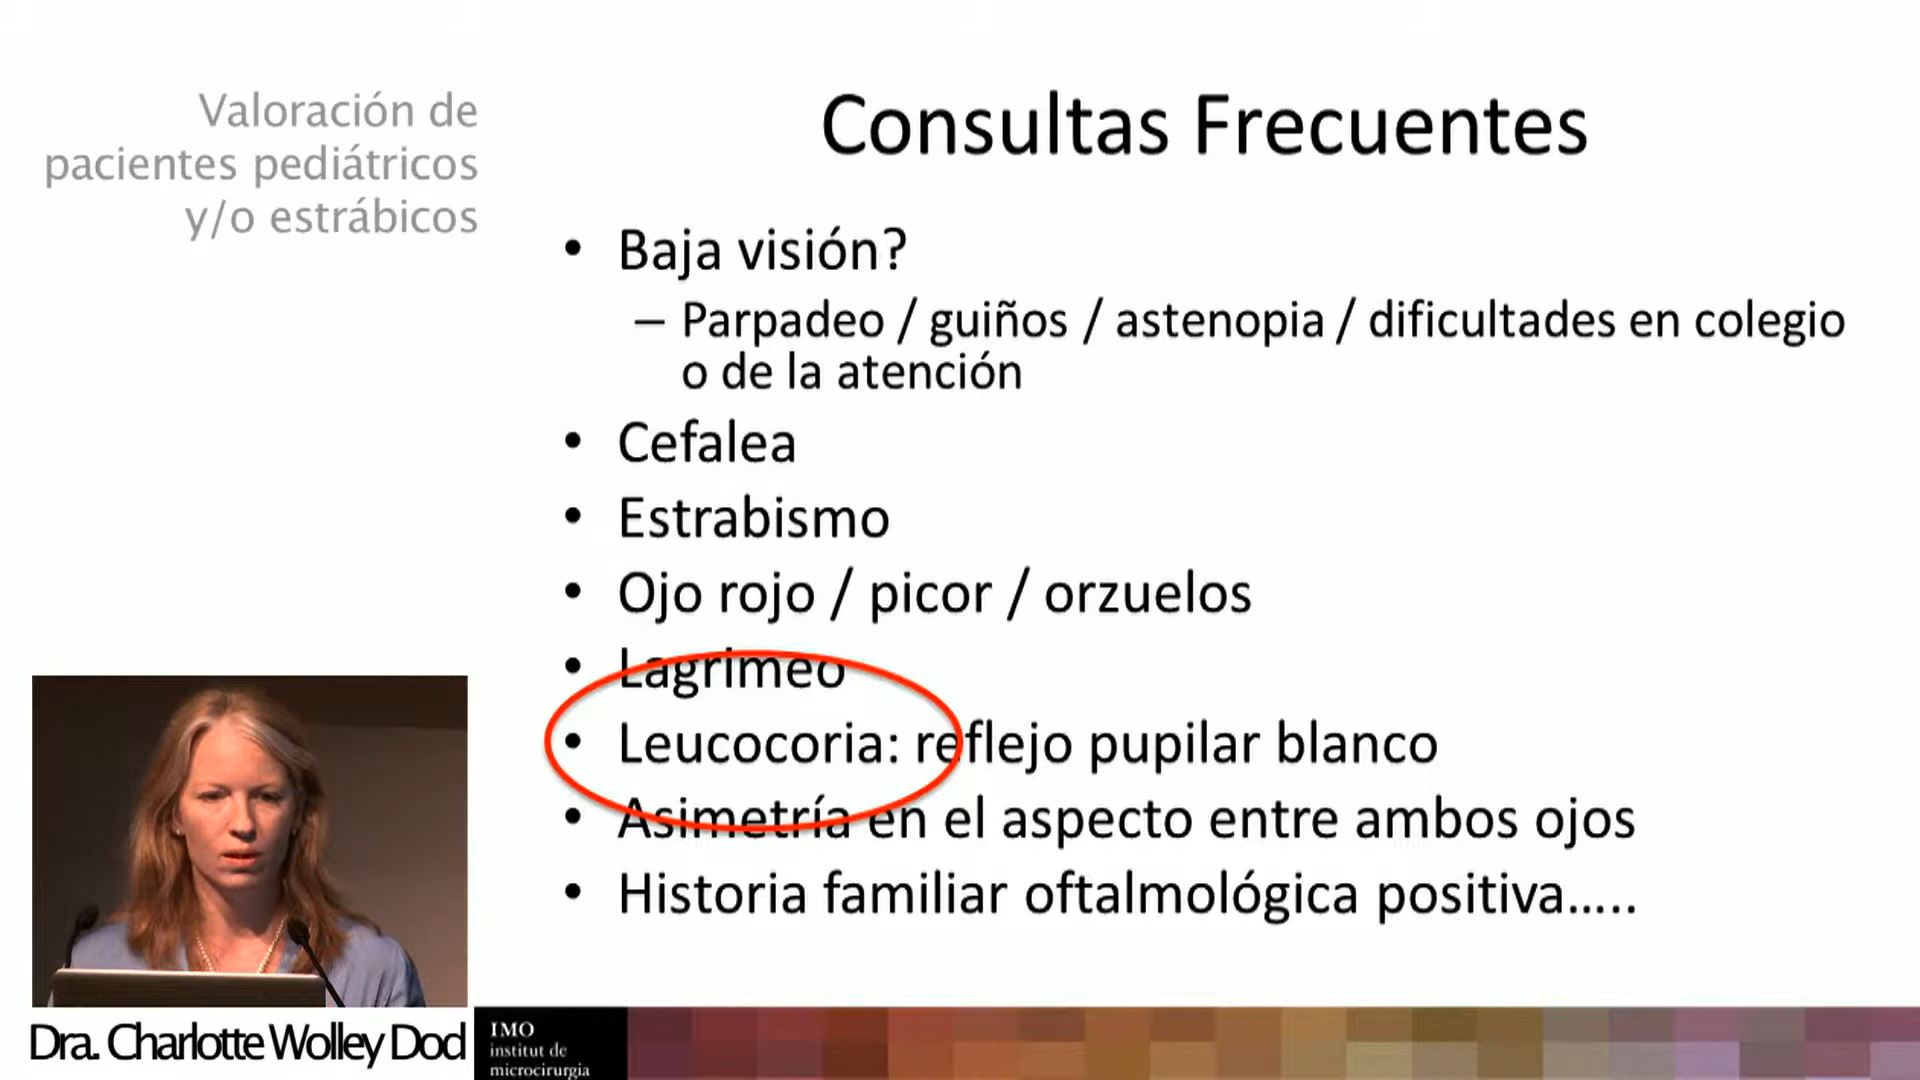 Valoración de
pacientes pediátricos
y/o estrábicos
Consultas Frecuentes
• Baja visión?
– Parpadeo / guiños / astenopia / dificultades en colegio
o de la atención
• Cefalea
• Estrabismo
• Ojo rojo / picor / orzuelos
• Lagrimeo
• Leucocoria: reflejo pupilar blanco
• Asimetría en el aspecto entre ambos ojos
• Historia familiar oftalmológica positiva.....
Dra. Charlotte Wolley Dod
IMO
institut de
microcirurgia